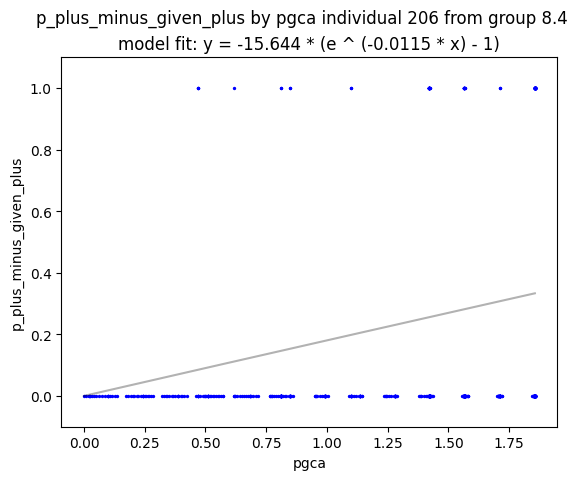 p_plus_minus_given_plus by pgca individual 206 from group 8.4
model fit: y = -15.644 * (e ^ (-0.0115 * x) - 1)
p_plus_minus_given_plus
1.0
0.8
0.6
0.4
0.2
0.0
0.00 0.25 0.50 0.75 1.00 1.25 1.50 1.75
pgca